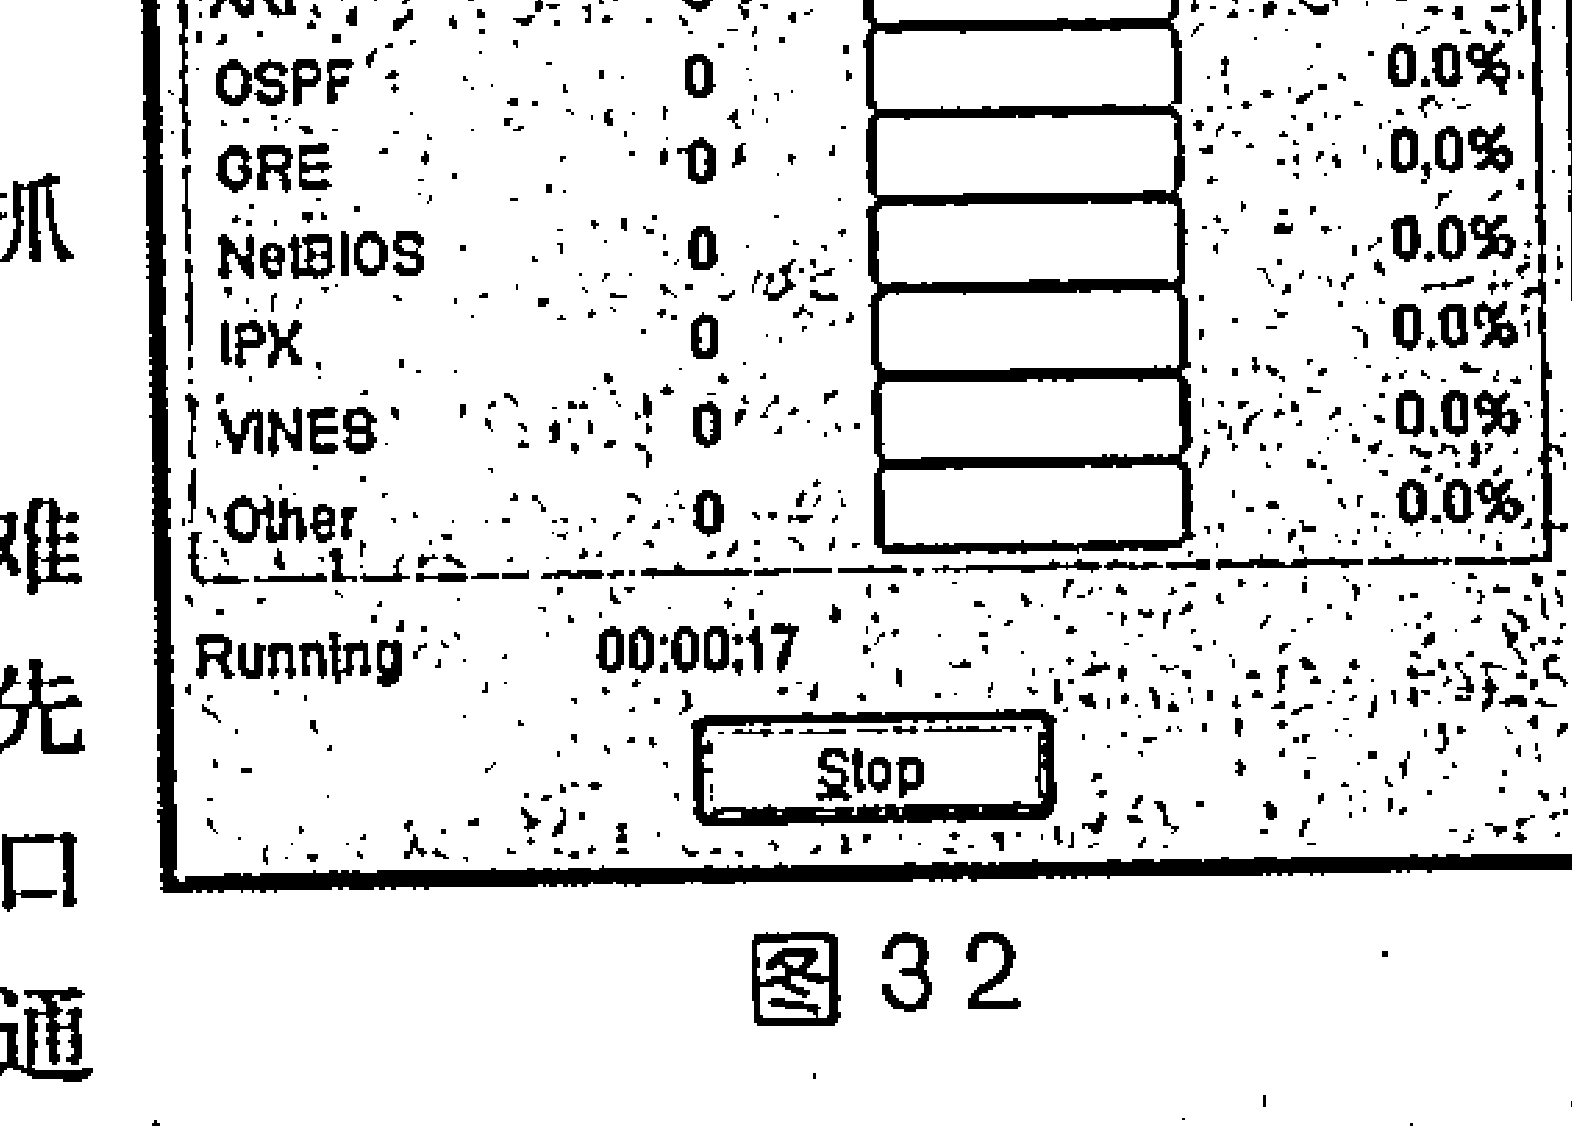 OSPF 0 0.0%
抓
GRE 0 0.0%
NetBIOS 0 0.0%
IPX 0 0.0%
VINES 0 0.0%
Other 0 0.0%
难
Running 00:00:17
先
Stop
口
图32
通